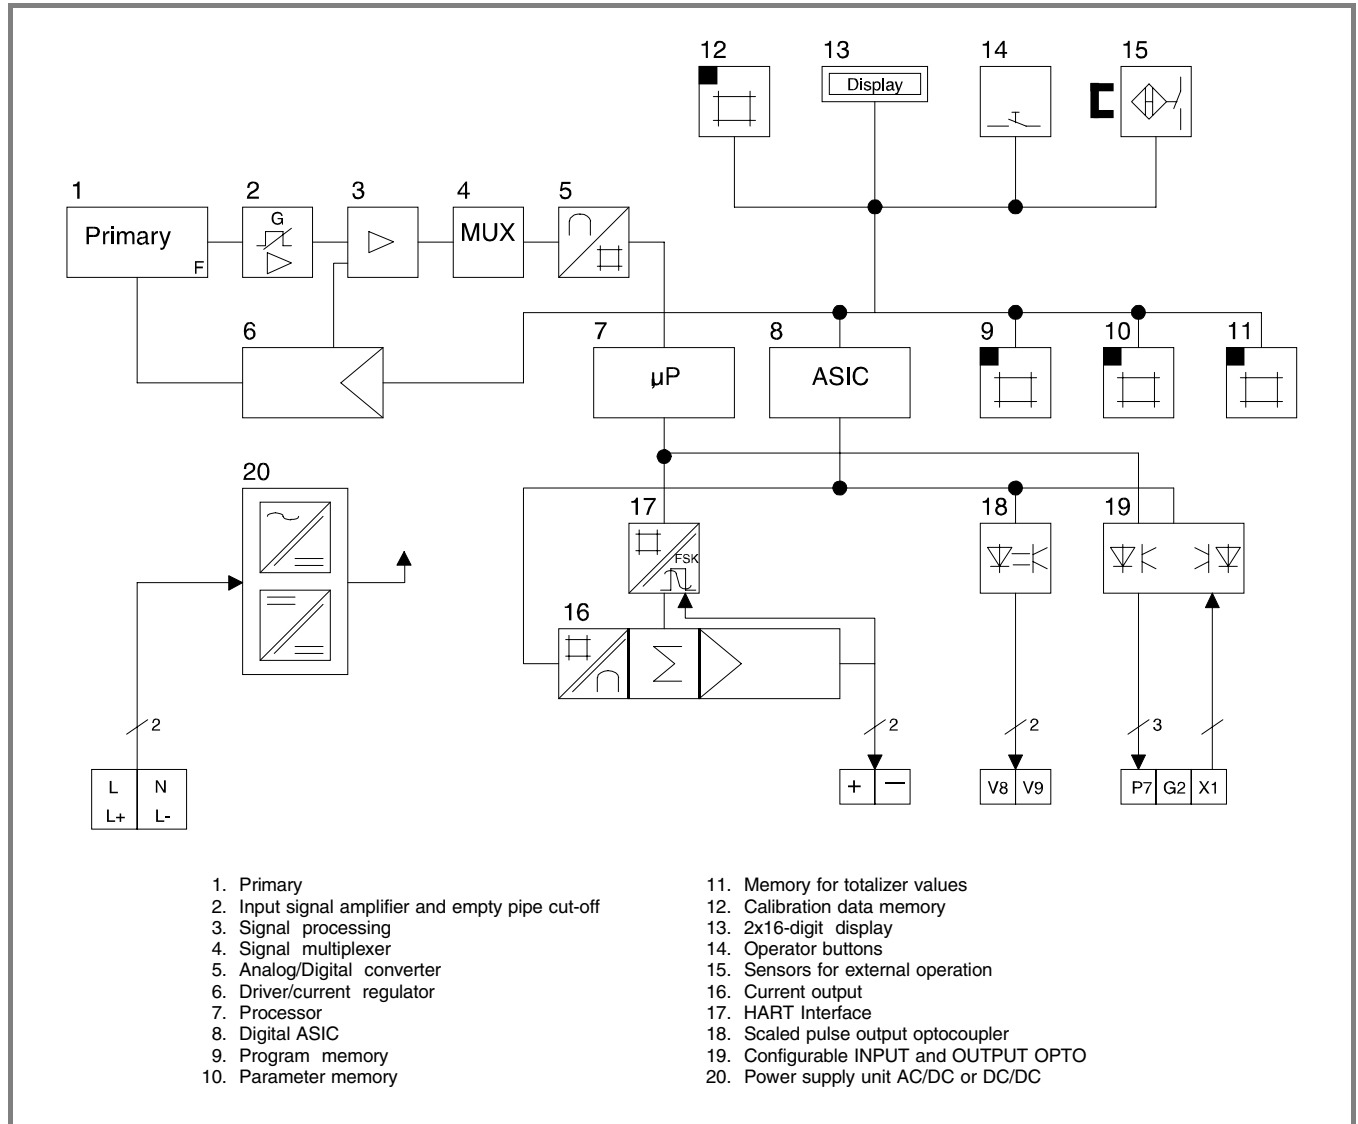 12 13 14 15
Display
1 2 3 4 5
Primary
F
G
MUX
6 7 8 9 10 11
µP
ASIC
20
17 18 19
FSK
16
2 2 2 3
L N
L+ L-
+ −
V8 V9
P7 G2 X1
1. Primary
2. Input signal amplifier and empty pipe cut-off
3. Signal processing
4. Signal multiplexer
5. Analog/Digital converter
6. Driver/current regulator
7. Processor
8. Digital ASIC
9. Program memory
10. Parameter memory
11. Memory for totalizer values
12. Calibration data memory
13. 2x16-digit display
14. Operator buttons
15. Sensors for external operation
16. Current output
17. HART Interface
18. Scaled pulse output optocoupler
19. Configurable INPUT and OUTPUT OPTO
20. Power supply unit AC/DC or DC/DC